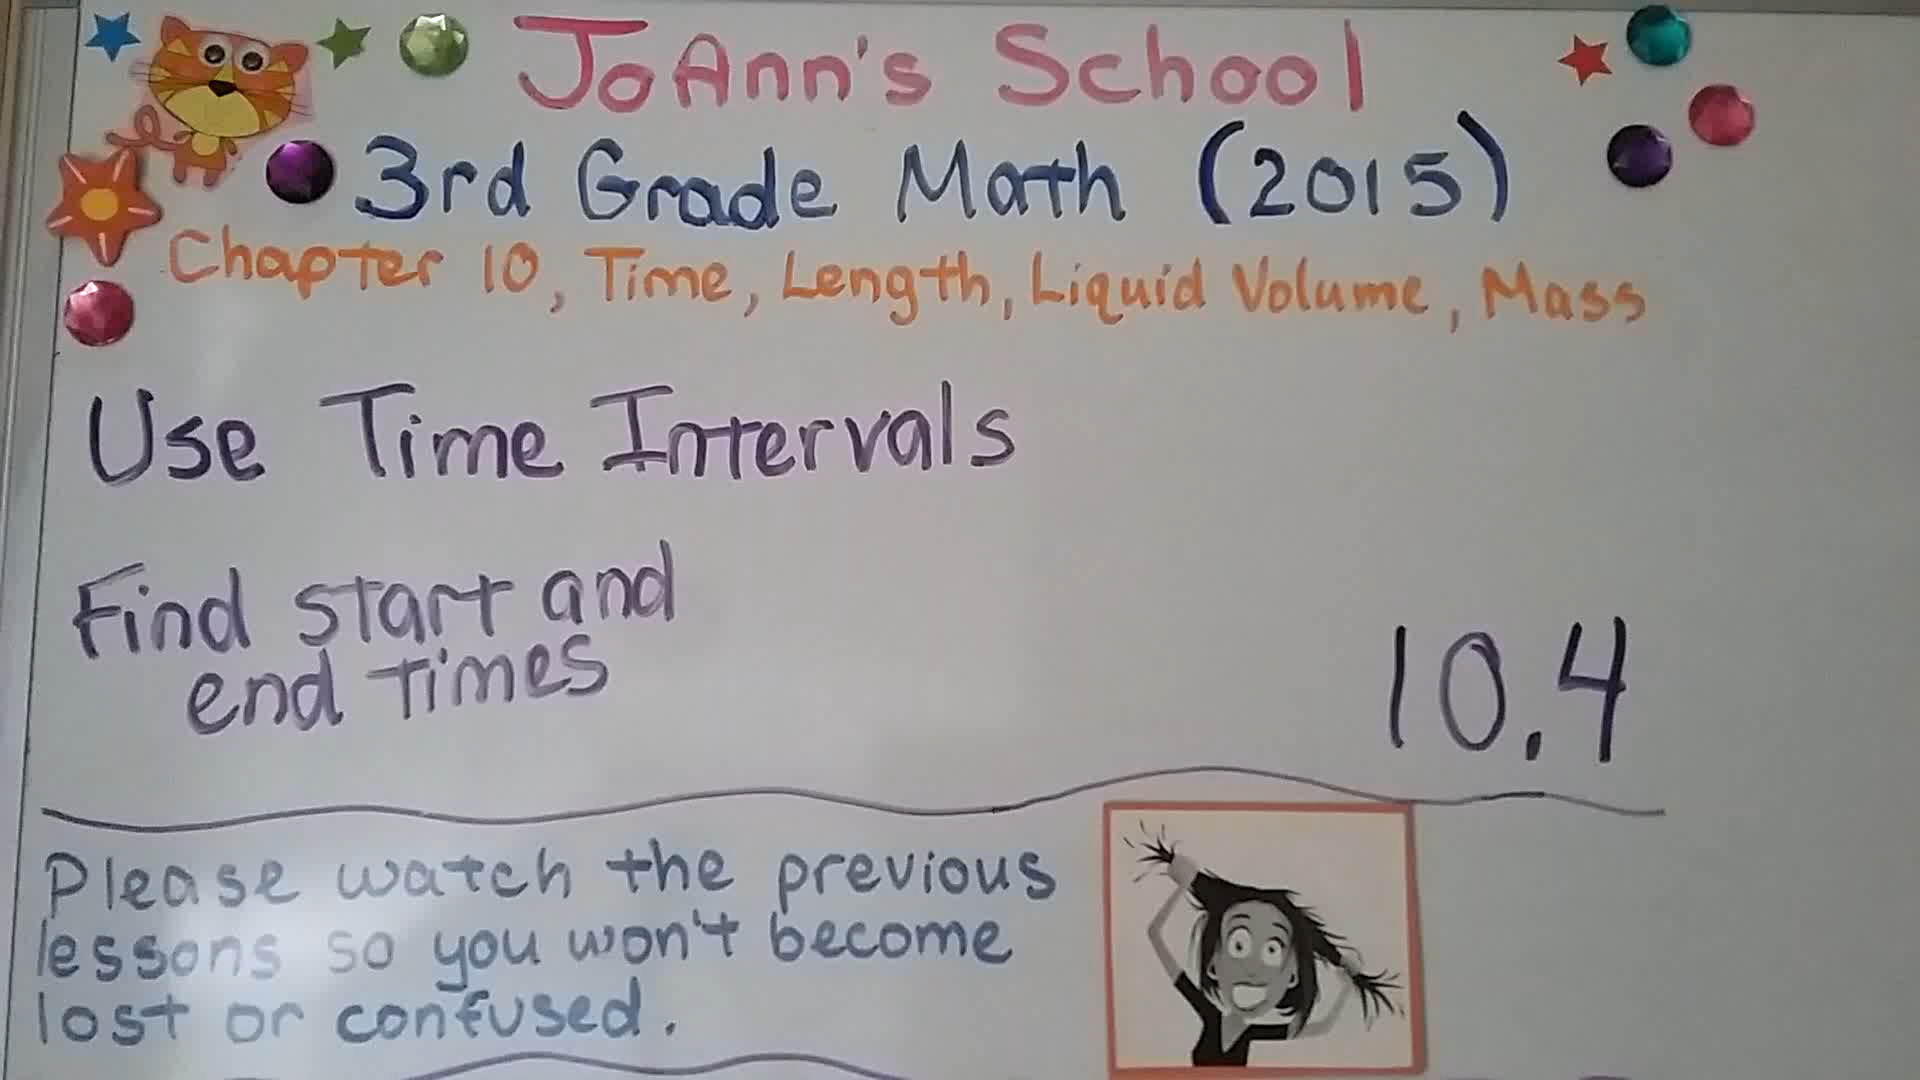 JoAnn's School
3rd Grade Math (2015)
Chapter 10, Time, Length, Liquid Volume, Mass
Use Time Intervals
Find start and
end times
10.4
Please watch the previous
lessons so you won't become
lost or confused.